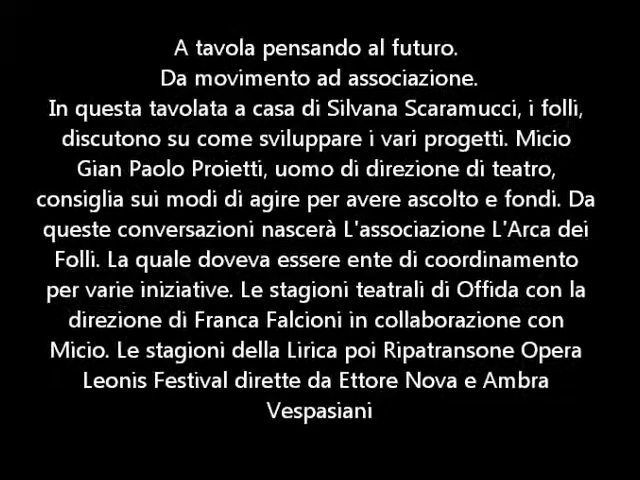 A tavola pensando al futuro.
Da movimento ad associazione.
In questa tavolata a casa di Silvana Scaramucci, i folli,
discutono su come sviluppare i vari progetti. Micio
Gian Paolo Proietti, uomo di direzione di teatro,
consiglia sui modi di agire per avere ascolto e fondi. Da
queste conversazioni nascerà L'associazione L'Arca dei
Folli. La quale doveva essere ente di coordinamento
per varie iniziative. Le stagioni teatrali di Offida con la
direzione di Franca Falcioni in collaborazione con
Micio. Le stagioni della Lirica poi Ripatransone Opera
Leonis Festival dirette da Ettore Nova e Ambra
Vespasiani